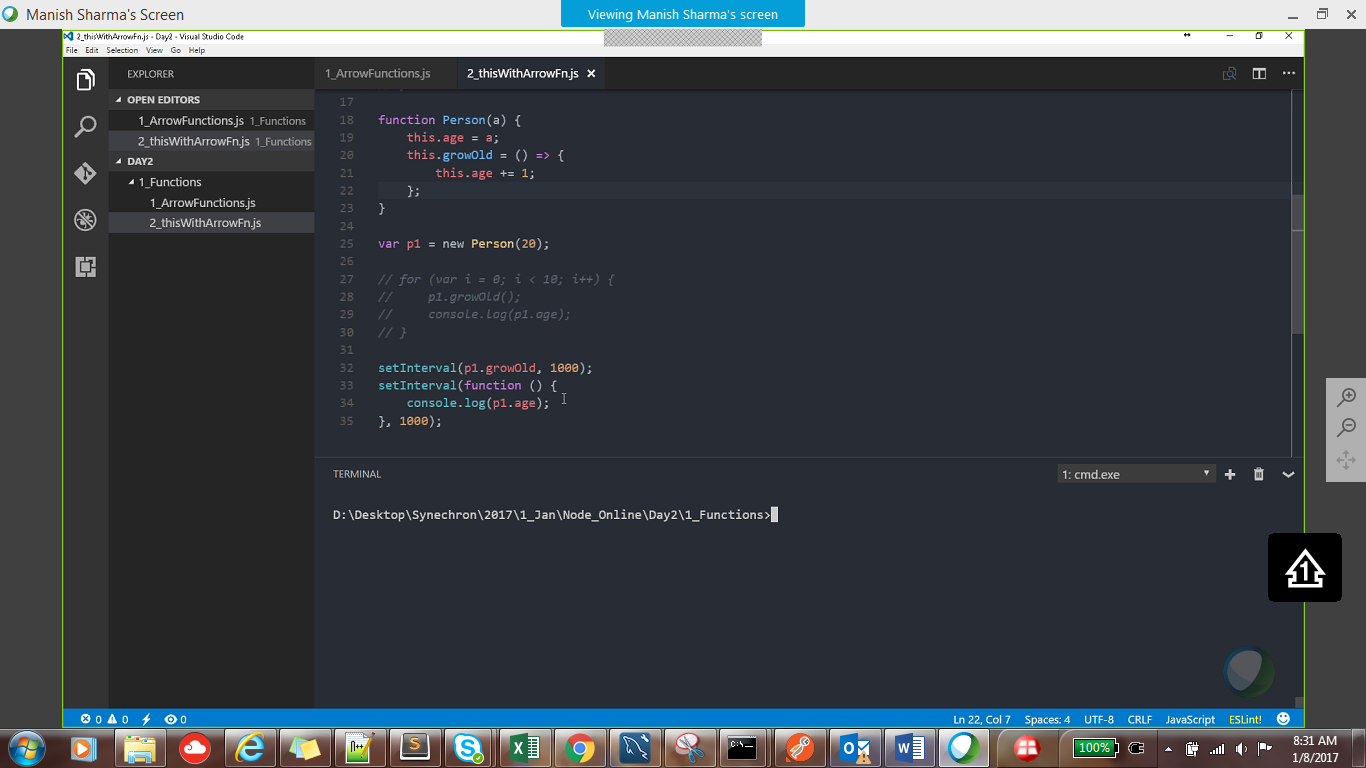 Manish Sharma's Screen
Viewing Manish Sharma's screen
2_thisWithArrowFn.js - Day2 - Visual Studio Code
File Edit Selection View Go Help
EXPLORER
OPEN EDITORS
1_ArrowFunctions.js 1_Functions
2_thisWithArrowFn.js 1_Functions
DAY2
1_Functions
1_ArrowFunctions.js
2_thisWithArrowFn.js
1_ArrowFunctions.js 2_thisWithArrowFn.js
17
18 function Person(a) {
19 this.age = a;
20 this.growOld = () => {
21 this.age += 1;
22 };
23 }
24
25 var p1 = new Person(20);
26
27 // for (var i = 0; i < 10; i++) {
28 // p1.growOld();
29 // console.log(p1.age);
30 // }
31
32 setInterval(p1.growOld, 1000);
33 setInterval(function () {
34 console.log(p1.age);
35 }, 1000);
TERMINAL
1: cmd.exe
D:\Desktop\Synechron\2017\1_Jan\Node_Online\Day2\1_Functions>
1
0 0 0
Ln 22, Col 7 Spaces: 4 UTF-8 CRLF JavaScript ESLint!
100%
8:31 AM
1/8/2017